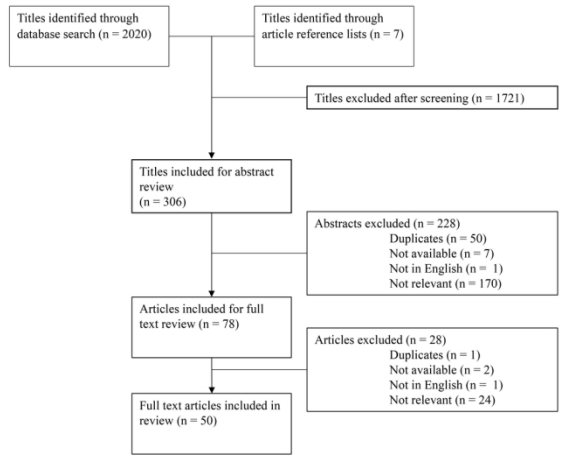 Titles identified through
database search (n = 2020)
Titles identified through
article reference lists (n = 7)
Titles excluded after screening (n = 1721)
Titles included for abstract
review
(n = 306)
Abstracts excluded (n = 228)
Duplicates (n = 50)
Not available (n = 7)
Not in English (n = 1)
Not relevant (n = 170)
Articles included for full
text review (n = 78)
Articles excluded (n = 28)
Duplicates (n = 1)
Not available (n = 2)
Not in English (n = 1)
Not relevant (n = 24)
Full text articles included in
review (n = 50)